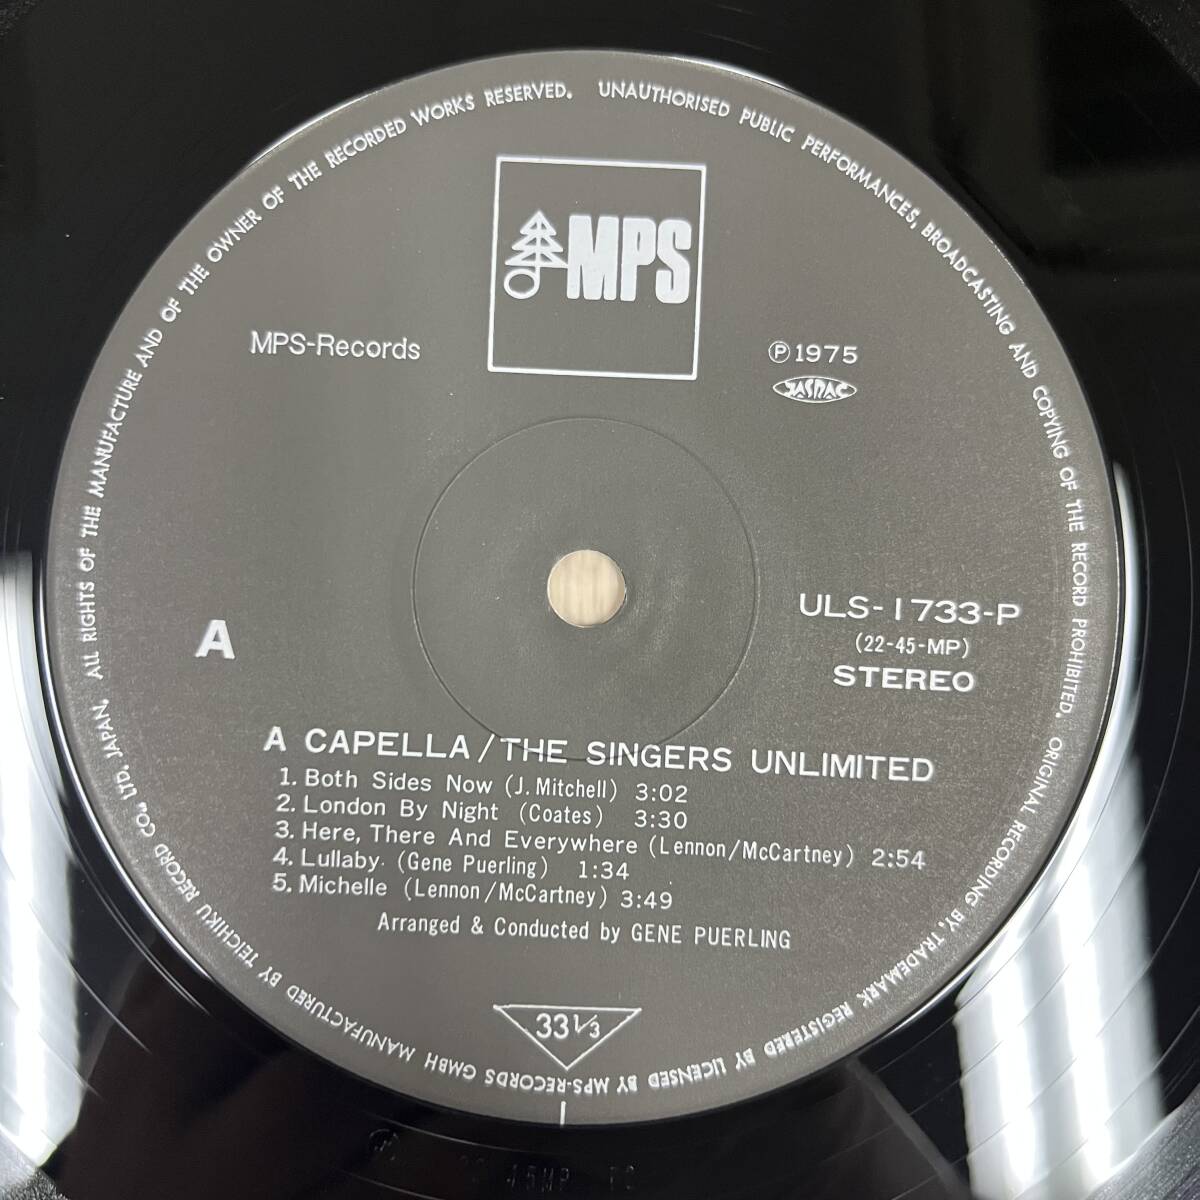 MPS
MPS-Records
Ⓟ1975
JASRAC
A
ULS-1733-P
(22-45-MP)
STEREO
A CAPELLA/THE SINGERS UNLIMITED
1. Both Sides Now (J. Mitchell) 3:02
2. London By Night (Coates) 3:30
3. Here, There And Everywhere (Lennon/McCartney) 2:54
4. Lullaby (Gene Puerling) 1:34
5. Michelle (Lennon/McCartney) 3:49
Arranged & Conducted by GENE PUERLING
33 1/3
ALL RIGHTS OF THE MANUFACTURE AND OF THE OWNER OF THE RECORDED WORKS RESERVED. UNAUTHORISED PUBLIC PERFORMANCES, BROADCASTING AND COPYING OF THE RECORD PROHIBITED. ORIGINAL RECORDING BY, TRADEMARK REGISTERED BY LICENSED BY MPS-RECORDS GMBH MANUFACTURED BY TEICHIKU RECORD CO., LTD, JAPAN.